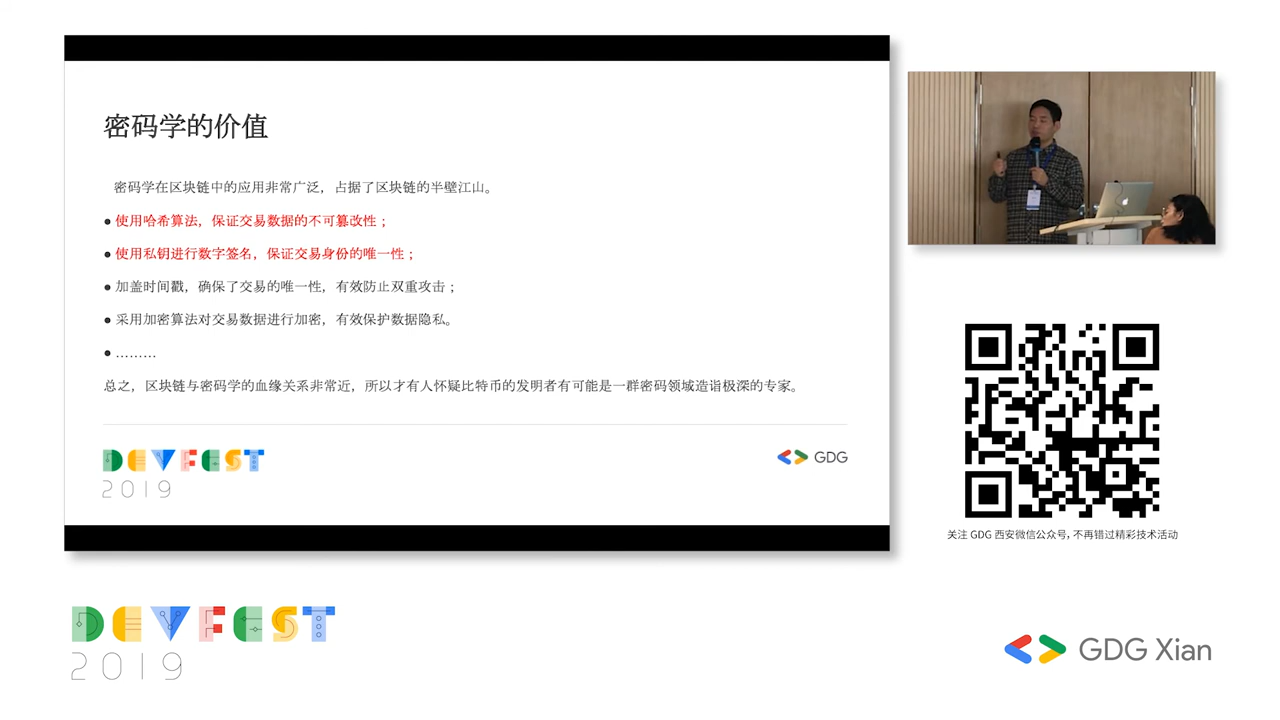 密码学的价值
密码学在区块链中的应用非常广泛，占据了区块链的半壁江山。
● 使用哈希算法，保证交易数据的不可篡改性；
● 使用私钥进行数字签名，保证交易身份的唯一性；
● 加盖时间戳，确保了交易的唯一性，有效防止双重攻击；
● 采用加密算法对交易数据进行加密，有效保护数据隐私。
● ………
总之，区块链与密码学的血缘关系非常近，所以才有人怀疑比特币的发明者有可能是一群密码领域造诣极深的专家。
DEVFEST
2019
GDG
关注 GDG 西安微信公众号，不再错过精彩技术活动
DEVFEST
2019
GDG Xian